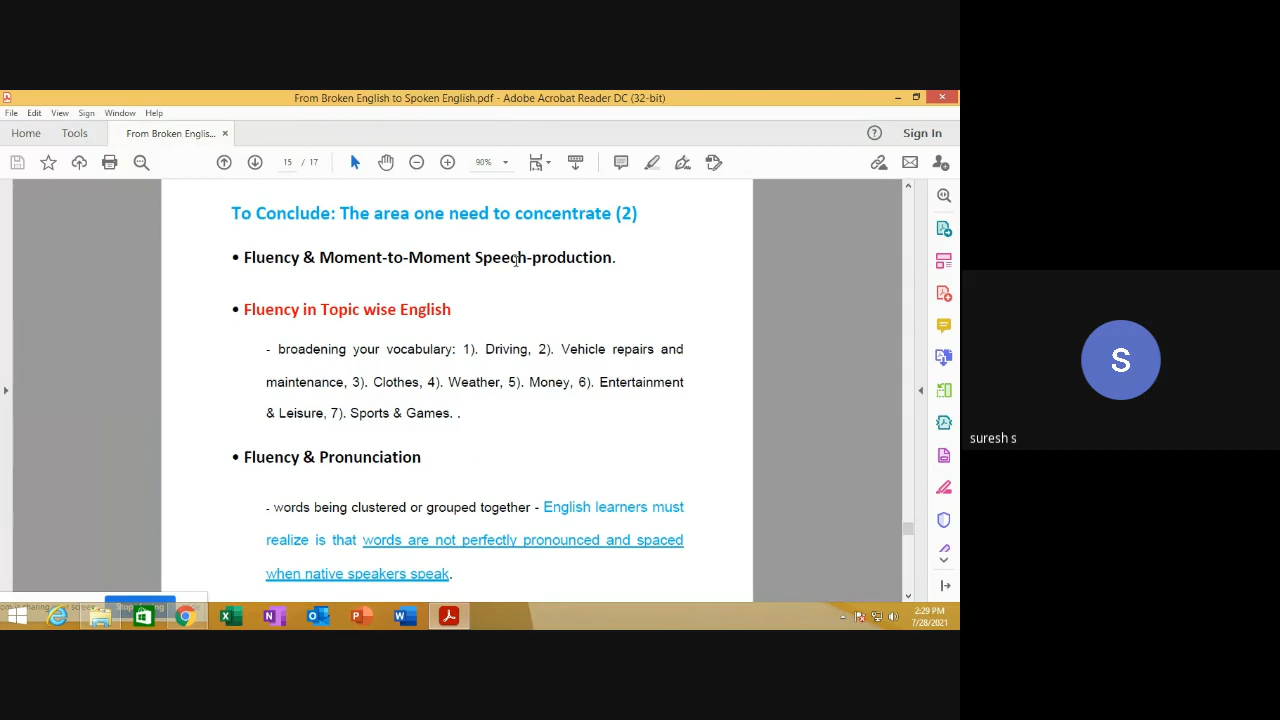 From Broken English to Spoken English.pdf - Adobe Acrobat Reader DC (32-bit)
File Edit View Sign Window Help
Home Tools From Broken Englis... × Sign In
15 / 17 90%
To Conclude: The area one need to concentrate (2)
• Fluency & Moment-to-Moment Speech-production.
• Fluency in Topic wise English
- broadening your vocabulary: 1). Driving, 2). Vehicle repairs and
maintenance, 3). Clothes, 4). Weather, 5). Money, 6). Entertainment
& Leisure, 7). Sports & Games. .
• Fluency & Pronunciation
- words being clustered or grouped together - English learners must
realize is that words are not perfectly pronounced and spaced
when native speakers speak.
S
suresh s
2:29 PM
7/28/2021